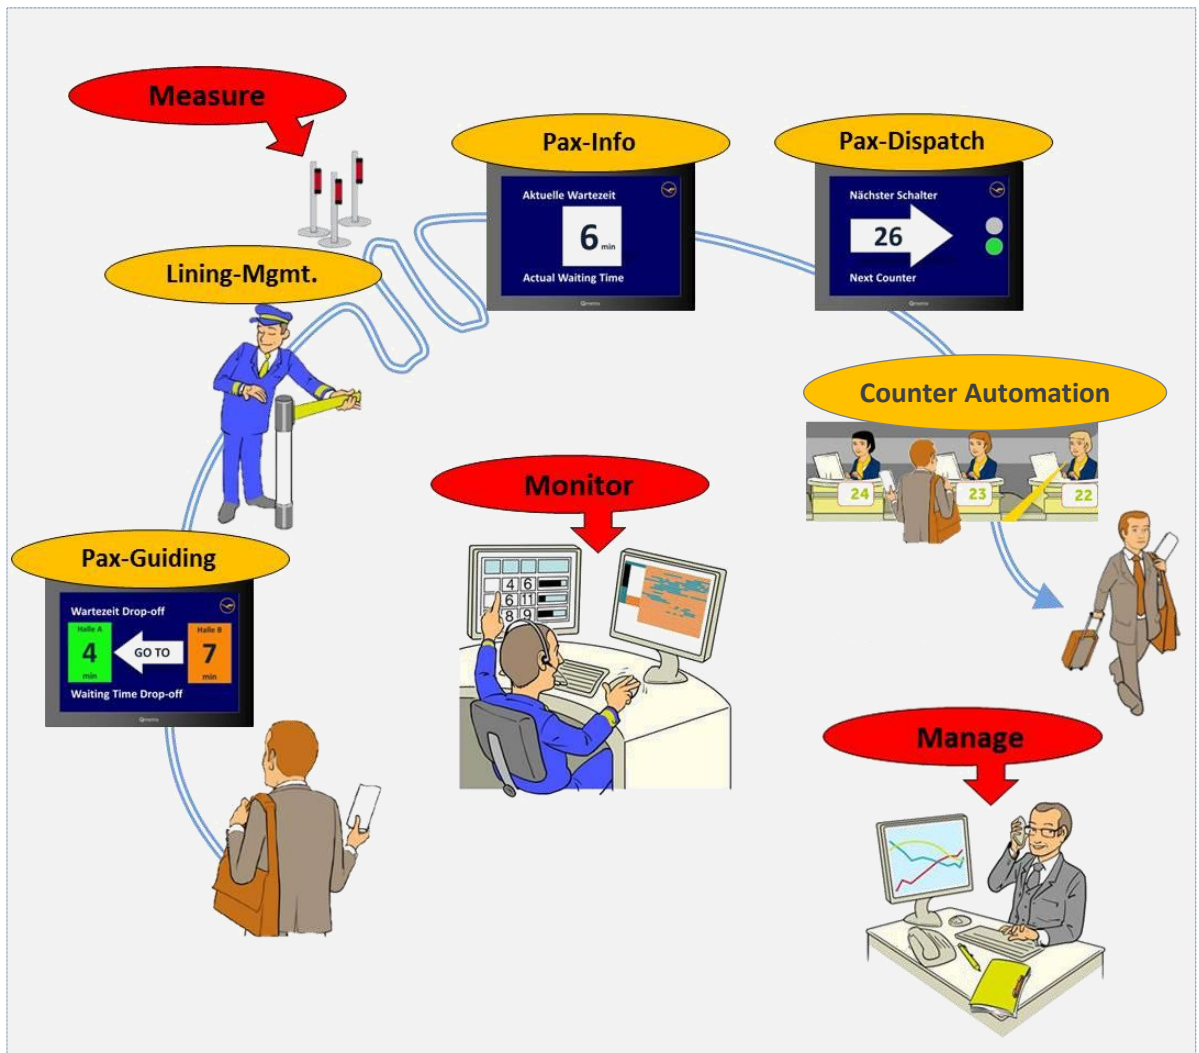 Measure
Pax-Info
Pax-Dispatch
Aktuelle Wartezeit
6 min
Actual Waiting Time
Nächster Schalter
26
Next Counter
Lining-Mgmt.
Counter Automation
24
23
22
Monitor
4 6
6 11
8 9
Pax-Guiding
Wartezeit Drop-off
Halle A
4
min
GO TO
Halle B
7
min
Waiting Time Drop-off
Manage